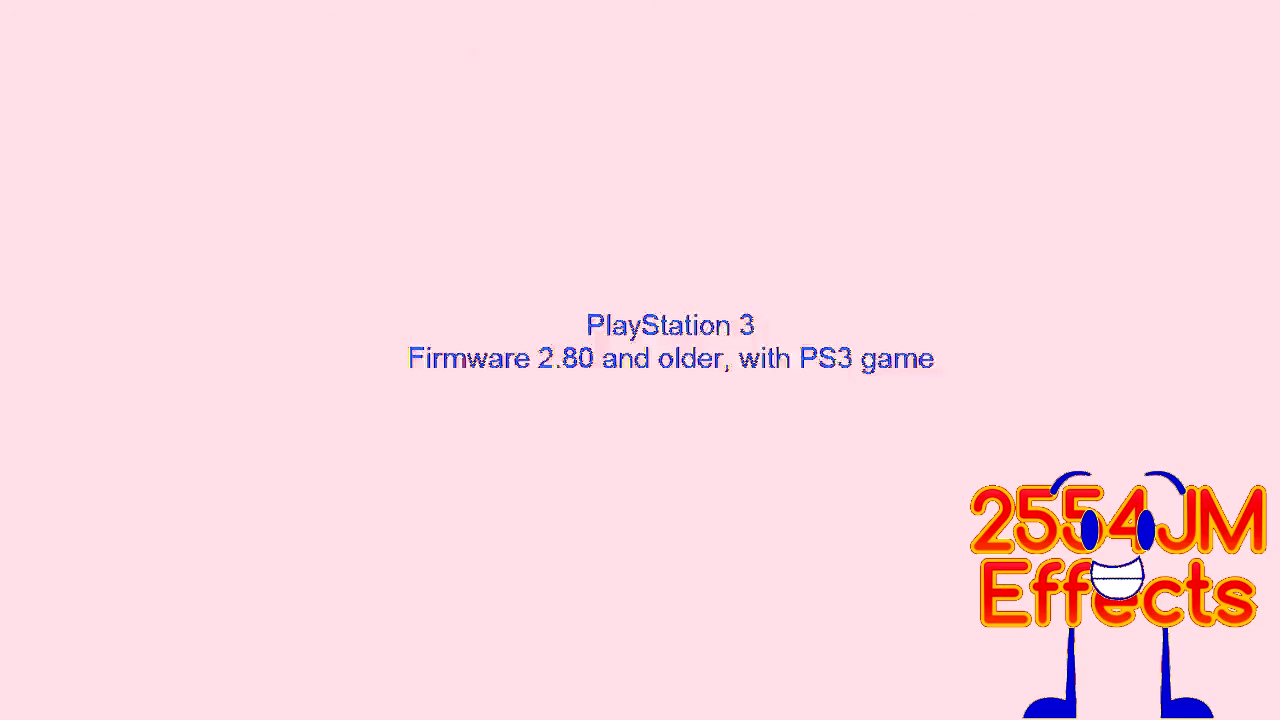 PlayStation 3
Firmware 2.80 and older, with PS3 game
2554JM
Effects